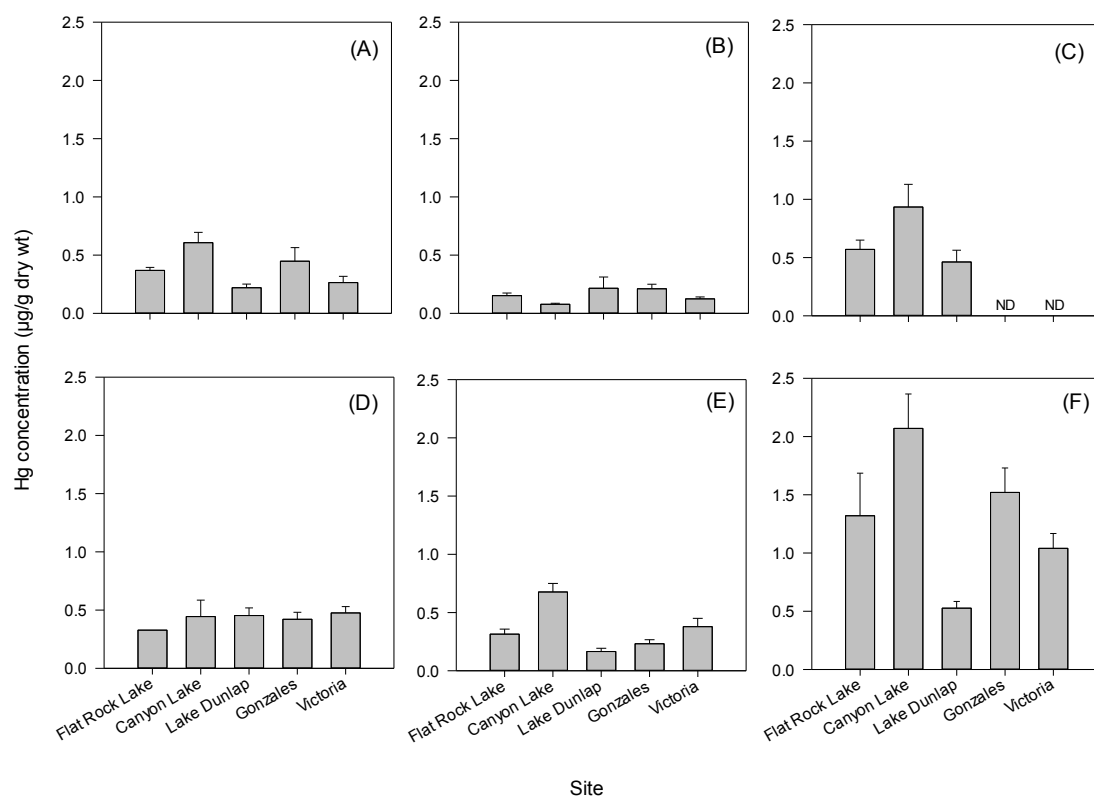 Hg concentration (µg/g dry wt)
2.5
2.0
1.5
1.0
0.5
0.0
(A)
2.5
2.0
1.5
1.0
0.5
0.0
(B)
2.5
2.0
1.5
1.0
0.5
0.0
(C)
ND ND
2.5
2.0
1.5
1.0
0.5
0.0
(D)
Flat Rock Lake
Canyon Lake
Lake Dunlap
Gonzales
Victoria
2.5
2.0
1.5
1.0
0.5
0.0
(E)
Flat Rock Lake
Canyon Lake
Lake Dunlap
Gonzales
Victoria
2.5
2.0
1.5
1.0
0.5
0.0
(F)
Flat Rock Lake
Canyon Lake
Lake Dunlap
Gonzales
Victoria
Site